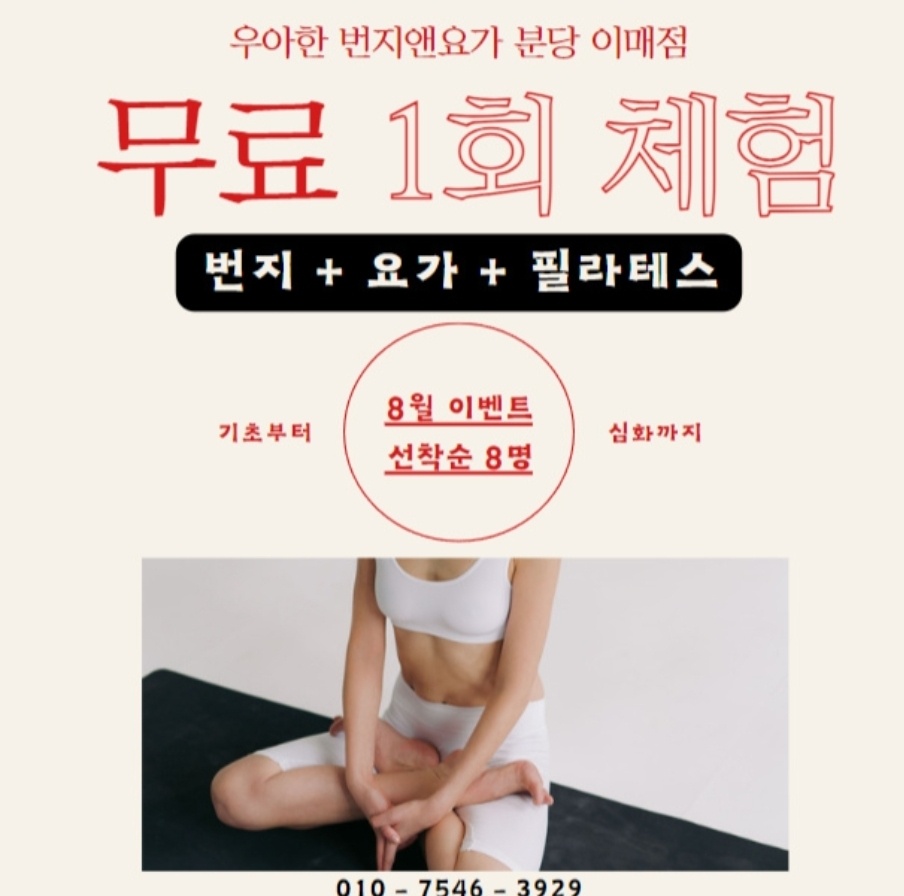 우아한 번지앤요가 분당 이매점
무료 1회 체험
번지 + 요가 + 필라테스
8월 이벤트
기초부터
선착순 8명
심화까지
010 - 7546 - 3929